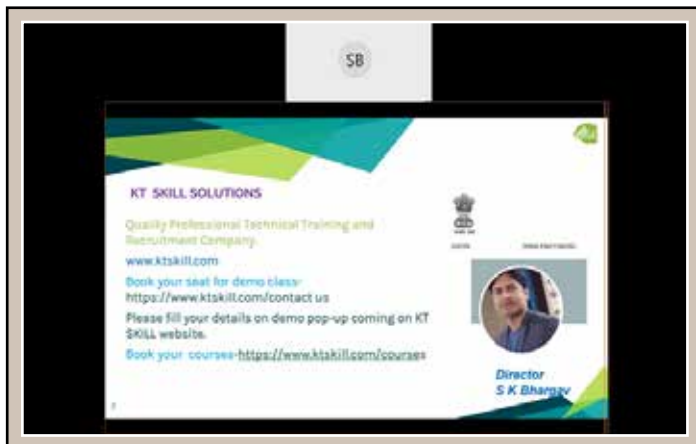 SB
KT SKILL SOLUTIONS
Quality Professional Technical Training and
Recruitment Company.
www.ktskill.com
Book your seat for demo class-
https://www.ktskill.com/contact us
Please fill your details on demo pop-up coming on KT
SKILL website.
Book your courses-https://www.ktskill.com/courses
Director
S K Bhargav